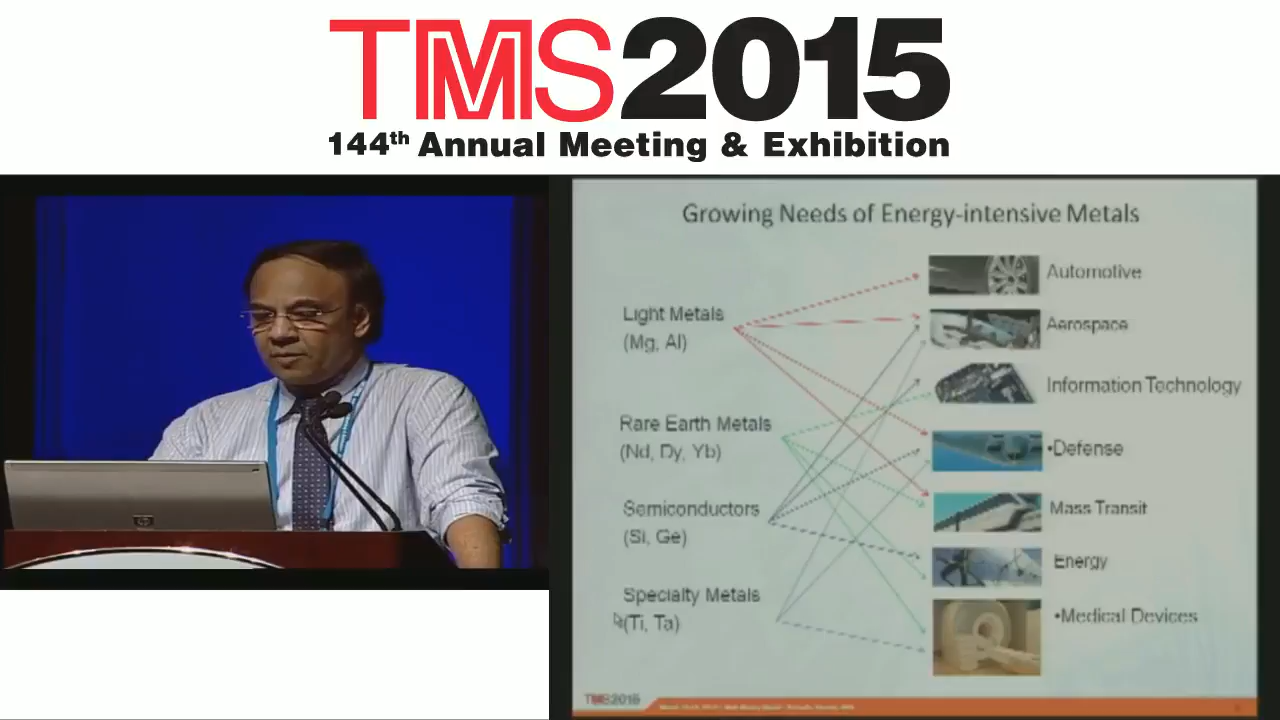 TMS2015
144th Annual Meeting & Exhibition
Growing Needs of Energy-intensive Metals
Light Metals
(Mg, Al)
Rare Earth Metals
(Nd, Dy, Yb)
Semiconductors
(Si, Ge)
Specialty Metals
(Ti, Ta)
Automotive
Aerospace
Information Technology
•Defense
Mass Transit
Energy
•Medical Devices
TMS2015
hp